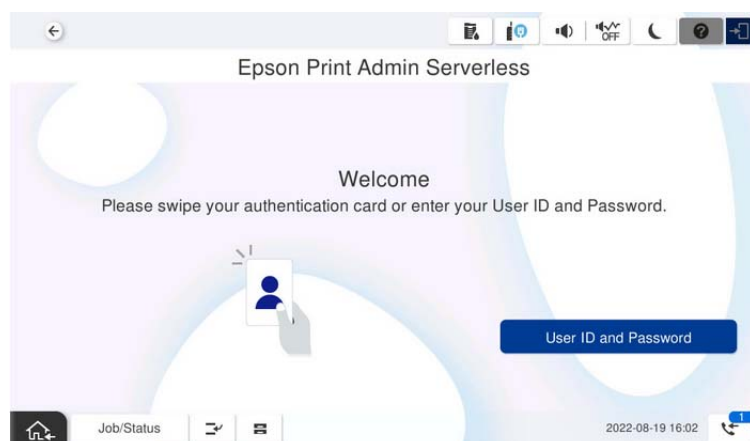 OFF
Epson Print Admin Serverless
Welcome
Please swipe your authentication card or enter your User ID and Password.
User ID and Password
Job/Status
2022-08-19 16:02
1